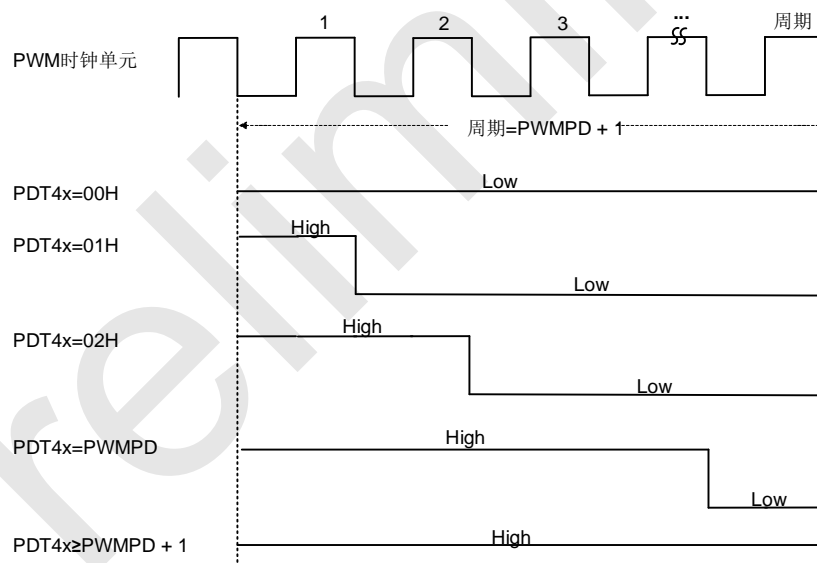 1 2 3 ... 周期
PWM时钟单元
周期=PWMPD + 1
PDT4x=00H Low
PDT4x=01H High
Low
PDT4x=02H High
Low
PDT4x=PWMPD High
Low
PDT4x≥PWMPD + 1 High
relimi